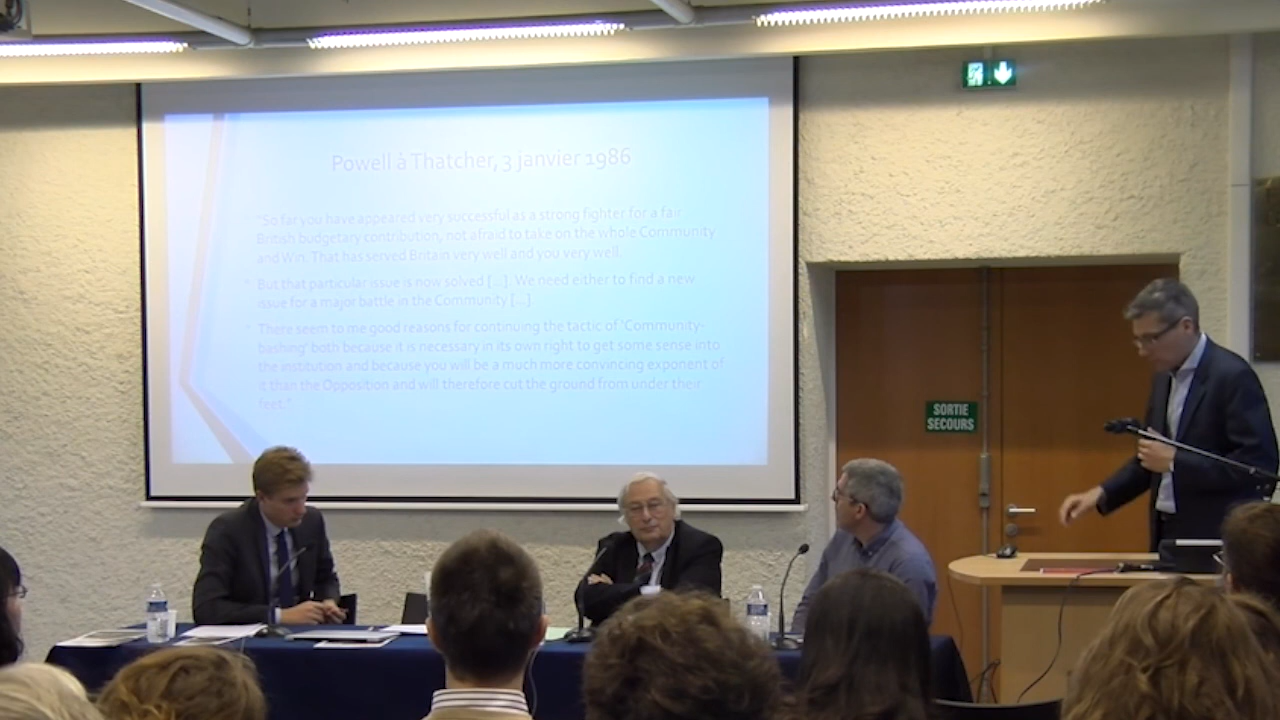 Powell à Thatcher, 3 janvier 1986
"So far you have appeared very successful as a strong fighter for a fair
British budgetary contribution, not afraid to take on the whole Community
and Win. That has served Britain very well and you very well.
But that particular issue is now solved [...]. We need either to find a new
issue for a major battle in the Community [...]
There seem to me good reasons for continuing the tactic of 'Community-
bashing' both because it is necessary in its own right to get some sense into
the institution and because you will be a much more convincing exponent of
it than the Opposition and will therefore cut the ground from under their
feet."
SORTIE
SECOURS